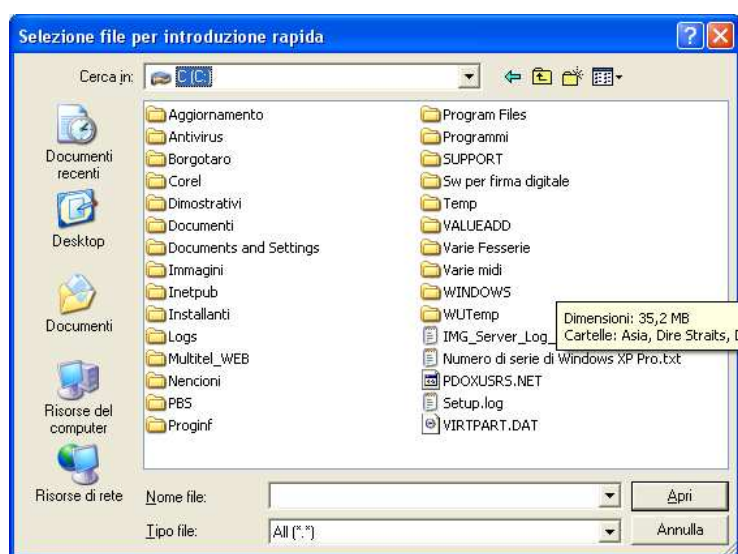 Selezione file per introduzione rapida
Cerca in:
C (C:)
Documenti
recenti
Desktop
Documenti
Risorse del
computer
Risorse di rete
Aggiornamento
Antivirus
Borgotaro
Corel
Dimostrativi
Documenti
Documents and Settings
Immagini
Inetpub
Installanti
Logs
Multitel_WEB
Nencioni
PBS
Proginf
Program Files
Programmi
SUPPORT
Sw per firma digitale
Temp
VALUEADD
Varie Fesserie
Varie midi
WINDOWS
WUTemp
IMG_Server_Log_
Numero di serie di Windows XP Pro.txt
PDOXUSRS.NET
Setup.log
VIRTPART.DAT
Dimensioni: 35,2 MB
Cartelle: Asia, Dire Straits,
Nome file:
Apri
Tipo file:
All (*.*)
Annulla